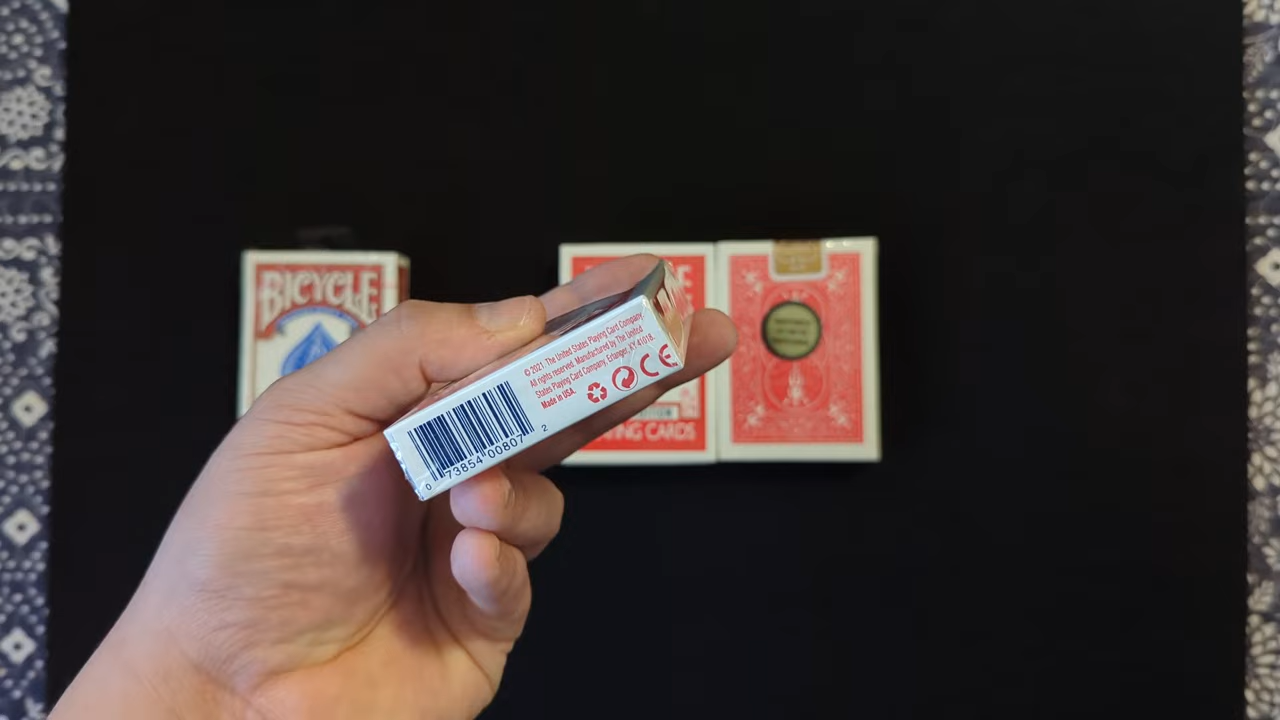 BICYCLE
© 2021 The United States Playing Card Company.
All rights reserved. Manufactured by The United
States Playing Card Company, Erlanger, KY 41018.
Made in USA.
CE
0 73854 00807 2
PLAYING CARDS